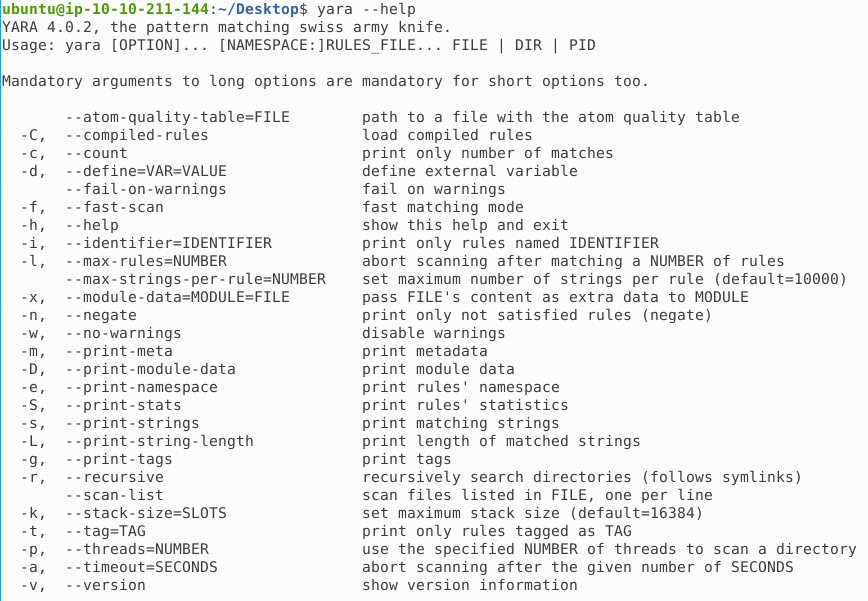 ubuntu@ip-10-10-211-144:~/Desktop$ yara --help
YARA 4.0.2, the pattern matching swiss army knife.
Usage: yara [OPTION]... [NAMESPACE:]RULES_FILE... FILE | DIR | PID

Mandatory arguments to long options are mandatory for short options too.

       --atom-quality-table=FILE        path to a file with the atom quality table
  -C,  --compiled-rules                 load compiled rules
  -c,  --count                          print only number of matches
  -d,  --define=VAR=VALUE               define external variable
       --fail-on-warnings               fail on warnings
  -f,  --fast-scan                      fast matching mode
  -h,  --help                           show this help and exit
  -i,  --identifier=IDENTIFIER          print only rules named IDENTIFIER
  -l,  --max-rules=NUMBER               abort scanning after matching a NUMBER of rules
       --max-strings-per-rule=NUMBER    set maximum number of strings per rule (default=10000)
  -x,  --module-data=MODULE=FILE        pass FILE's content as extra data to MODULE
  -n,  --negate                         print only not satisfied rules (negate)
  -w,  --no-warnings                    disable warnings
  -m,  --print-meta                     print metadata
  -D,  --print-module-data              print module data
  -e,  --print-namespace                print rules' namespace
  -S,  --print-stats                    print rules' statistics
  -s,  --print-strings                  print matching strings
  -L,  --print-string-length            print length of matched strings
  -g,  --print-tags                     print tags
  -r,  --recursive                      recursively search directories (follows symlinks)
       --scan-list                      scan files listed in FILE, one per line
  -k,  --stack-size=SLOTS               set maximum stack size (default=16384)
  -t,  --tag=TAG                        print only rules tagged as TAG
  -p,  --threads=NUMBER                 use the specified NUMBER of threads to scan a directory
  -a,  --timeout=SECONDS                abort scanning after the given number of SECONDS
  -v,  --version                        show version information